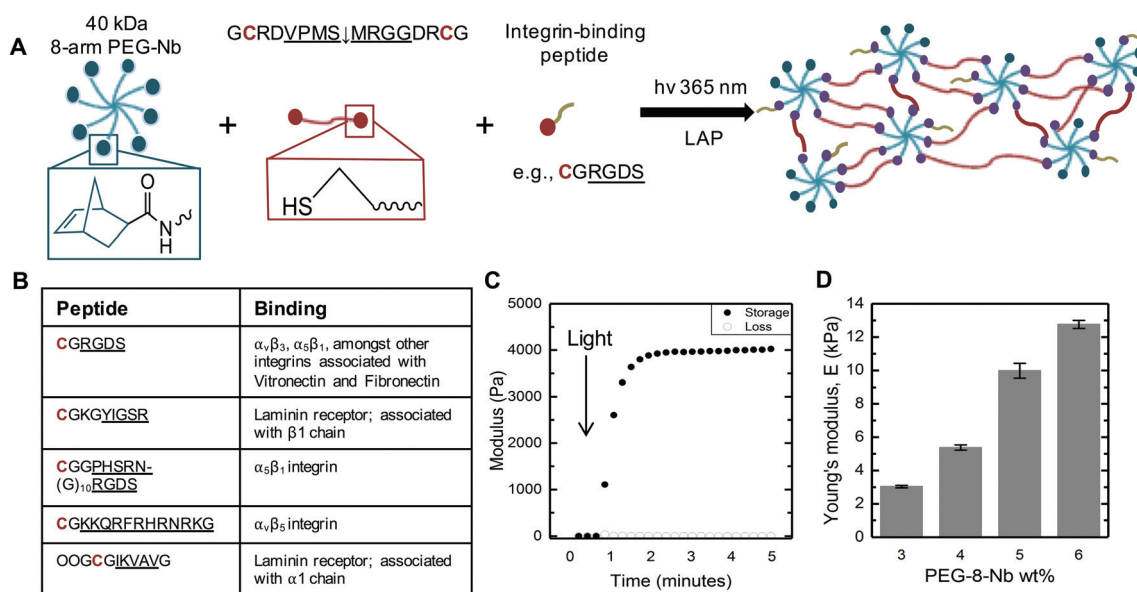 A
40 kDa
8-arm PEG-Nb
GCRDVPMS↓MRGGDRCG
Integrin-binding
peptide
+
+
hv 365 nm
LAP
e.g., CGRGDS
O
N
H
HS
B
Peptide
Binding
CGRGDS
αvβ3, α5β1, amongst other
integrins associated with
Vitronectin and Fibronectin
CGKGYIGSR
Laminin receptor; associated
with β1 chain
CGGPHSRN-
(G)10RGDS
α5β1 integrin
CGKKQRFRHRNRKG
αvβ5 integrin
OOGCGIKVAVG
Laminin receptor; associated
with α1 chain
C
Modulus (Pa)
5000
4000
3000
2000
1000
0
Light
Storage
Loss
0 1 2 3 4 5
Time (minutes)
D
Young's modulus, E (kPa)
14
12
10
8
6
4
2
0
3 4 5 6
PEG-8-Nb wt%